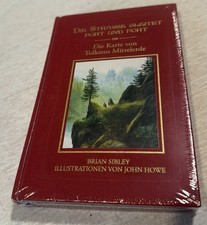 Die Straße gleitet
fort und fort
Die Karte von
Tolkiens Mittelerde
BRIAN SIBLEY
ILLUSTRATIONEN VON JOHN HOWE